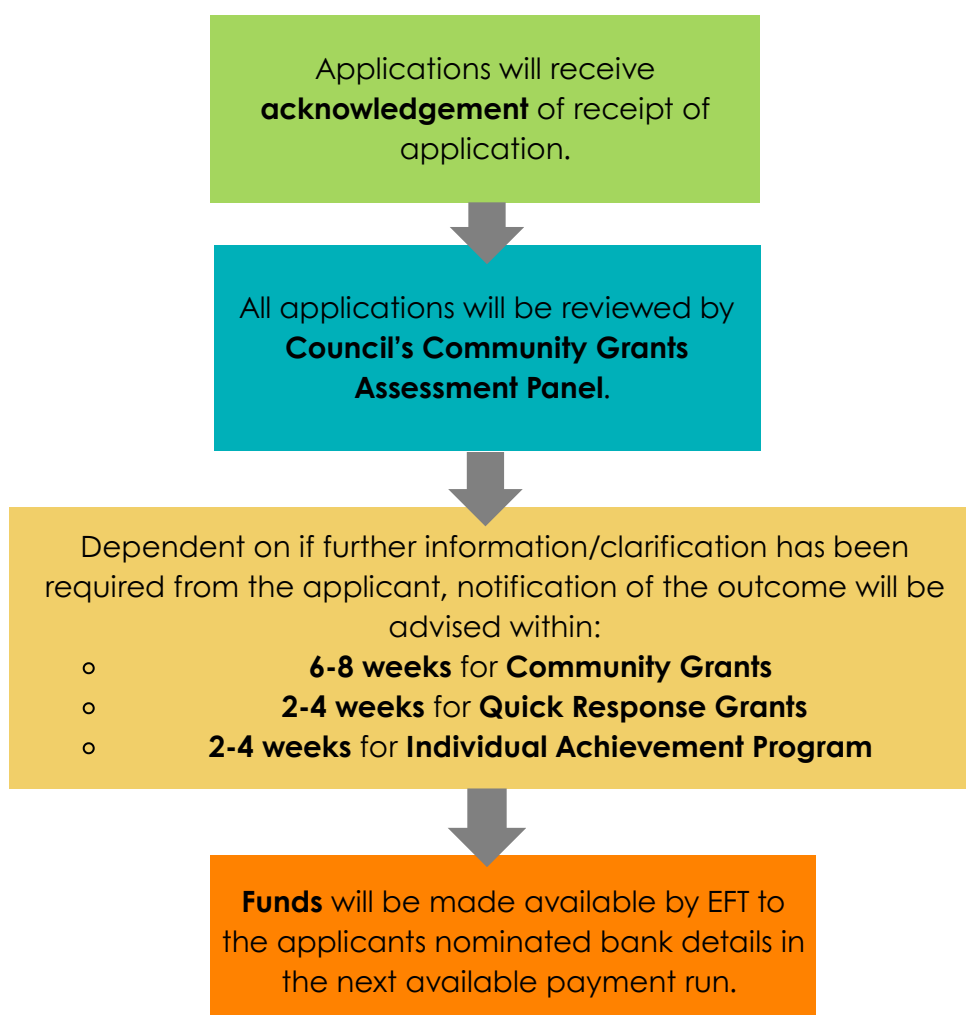 Applications will receive
acknowledgement of receipt of
application.
All applications will be reviewed by
Council’s Community Grants
Assessment Panel.
Dependent on if further information/clarification has been
required from the applicant, notification of the outcome will be
advised within:
○ 6-8 weeks for Community Grants
○ 2-4 weeks for Quick Response Grants
○ 2-4 weeks for Individual Achievement Program
Funds will be made available by EFT to
the applicants nominated bank details in
the next available payment run.